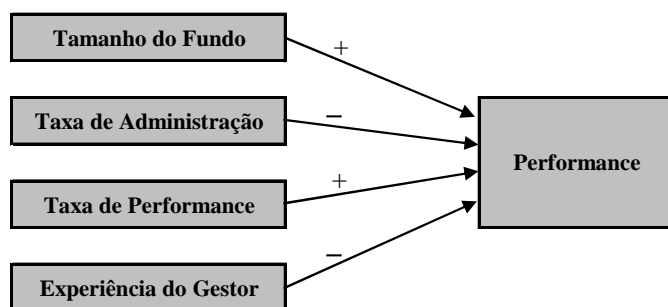 Tamanho do Fundo
+
Taxa de Administração
−
Performance
+
Taxa de Performance
−
Experiência do Gestor